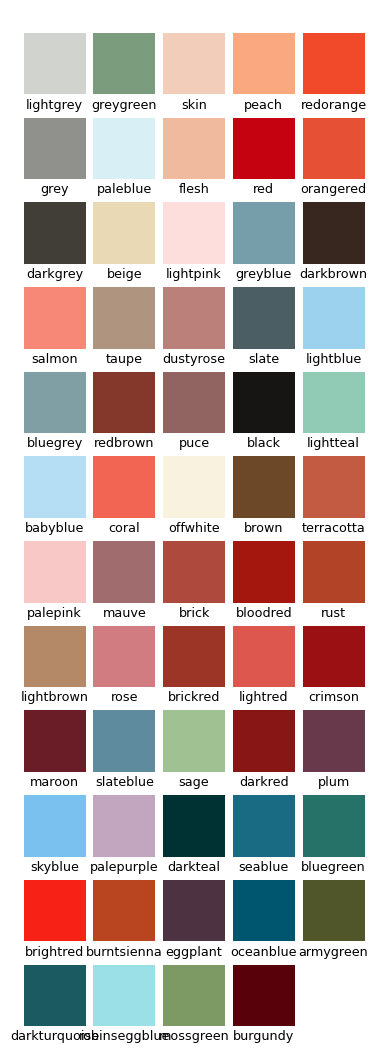 lightgrey greygreen skin peach redorange
grey paleblue flesh red orangered
darkgrey beige lightpink greyblue darkbrown
salmon taupe dustyrose slate lightblue
bluegrey redbrown puce black lightteal
babyblue coral offwhite brown terracotta
palepink mauve brick bloodred rust
lightbrown rose brickred lightred crimson
maroon slateblue sage darkred plum
skyblue palepurple darkteal seablue bluegreen
brightred burntsienna eggplant oceanblue armygreen
darkturquoise robinseggblue mossgreen burgundy